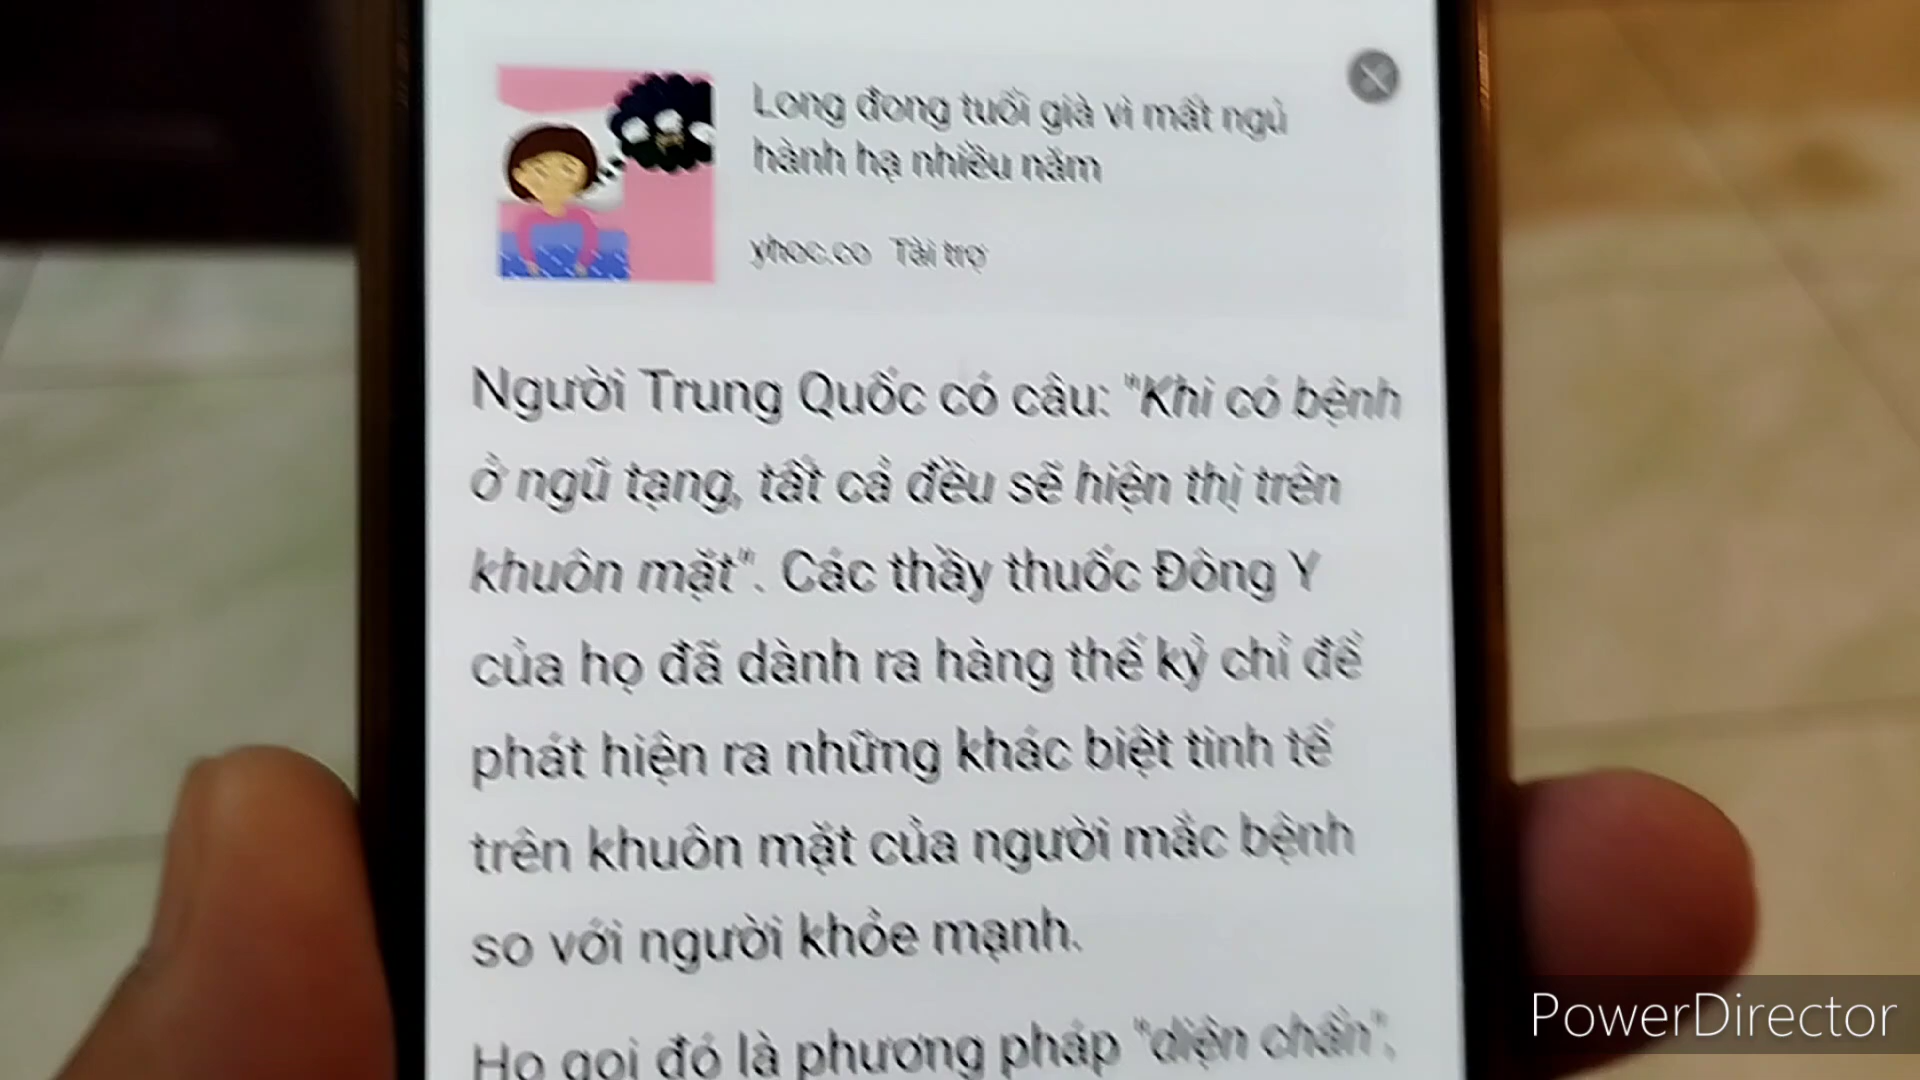 Long đong tuổi già vì mất ngủ
hành hạ nhiều năm
yhoc.co Tài trợ
Người Trung Quốc có câu: "Khi có bệnh
ở ngũ tạng, tất cả đều sẽ hiện thị trên
khuôn mặt". Các thầy thuốc Đông Y
của họ đã dành ra hàng thế kỷ chỉ để
phát hiện ra những khác biệt tinh tế
trên khuôn mặt của người mắc bệnh
so với người khỏe mạnh.
Họ gọi đó là phương pháp "diện chẩn",
PowerDirector